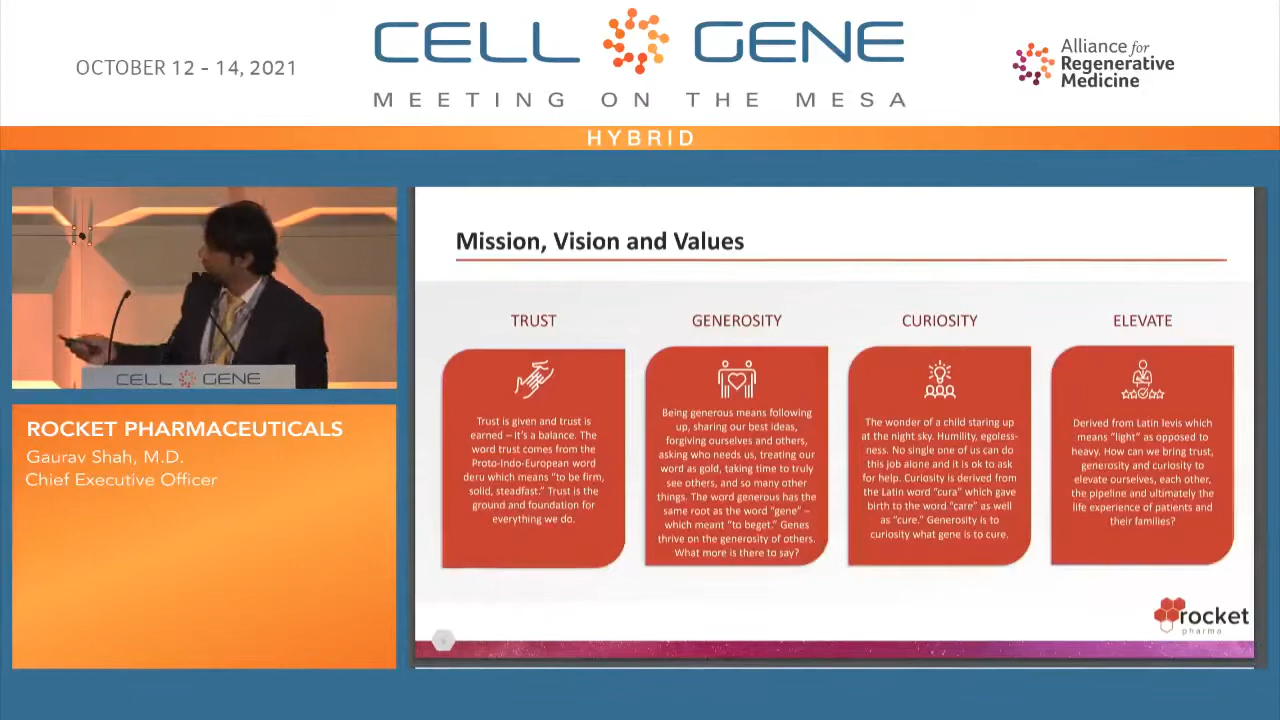 OCTOBER 12 - 14, 2021
CELL GENE
MEETING ON THE MESA
Alliance for
Regenerative
Medicine
HYBRID
CELL GENE
ROCKET PHARMACEUTICALS
Gaurav Shah, M.D.
Chief Executive Officer
Mission, Vision and Values
TRUST
Trust is given and trust is
earned – it's a balance. The
word trust comes from the
Proto-Indo-European word
deru which means "to be firm,
solid, steadfast." Trust is the
ground and foundation for
everything we do.
GENEROSITY
Being generous means following
up, sharing our best ideas,
forgiving ourselves and others,
asking who needs us, treating our
word as gold, taking time to truly
see others, and so many other
things. The word generous has the
same root as the word "gene" –
which meant "to beget." Genes
thrive on the generosity of others.
What more is there to say?
CURIOSITY
The wonder of a child staring up
at the night sky. Humility, egoless-
ness. No single one of us can do
this job alone and it is ok to ask
for help. Curiosity is derived from
the Latin word "cura" which gave
birth to the word "care" as well
as "cure." Generosity is to
curiosity what gene is to cure.
ELEVATE
Derived from Latin levis which
means "light" as opposed to
heavy. How can we bring trust,
generosity and curiosity to
elevate ourselves, each other,
the pipeline and ultimately the
life experience of patients and
their families?
rocket
pharma